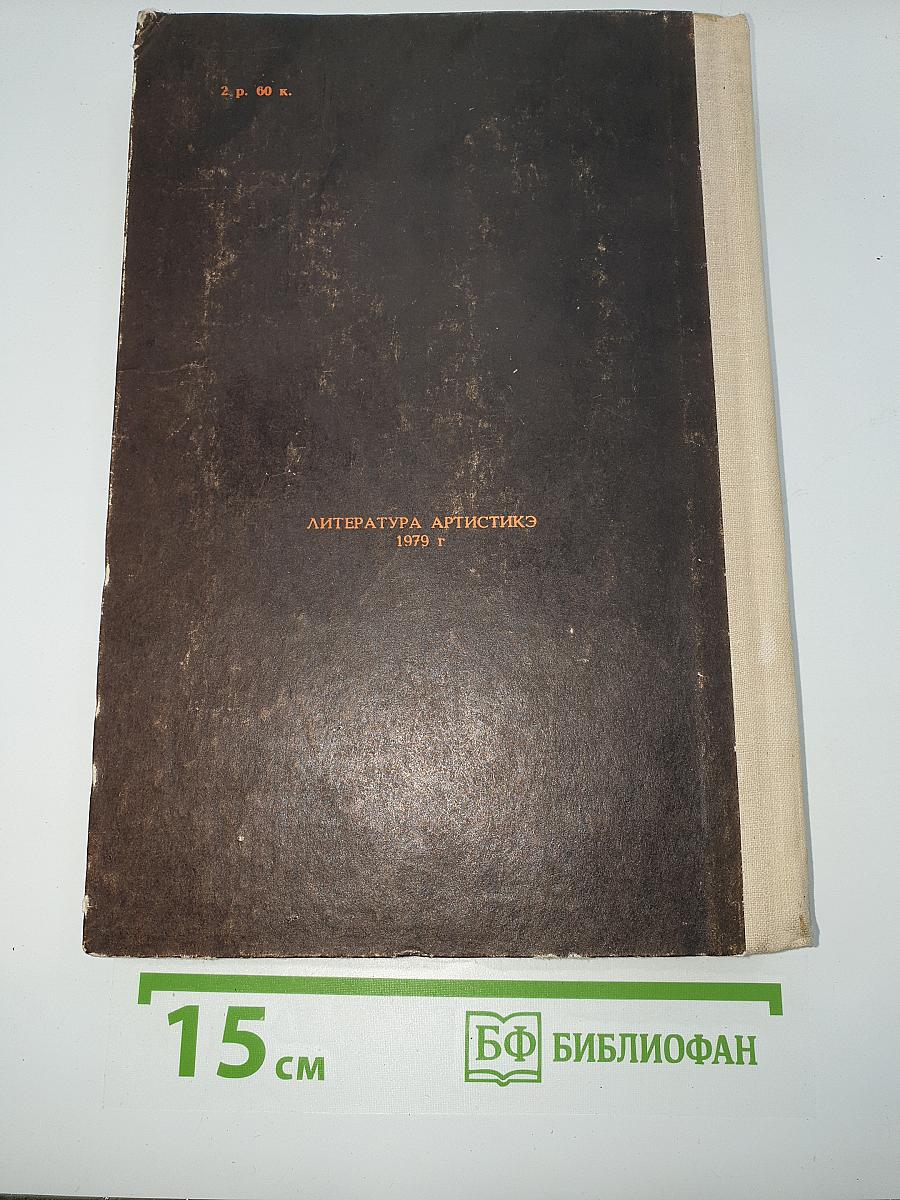 2 р. 60 к.
ЛИТЕРАТУРА АРТИСТИКЭ
1979 г
15 см
БФ БИБЛИОФАН